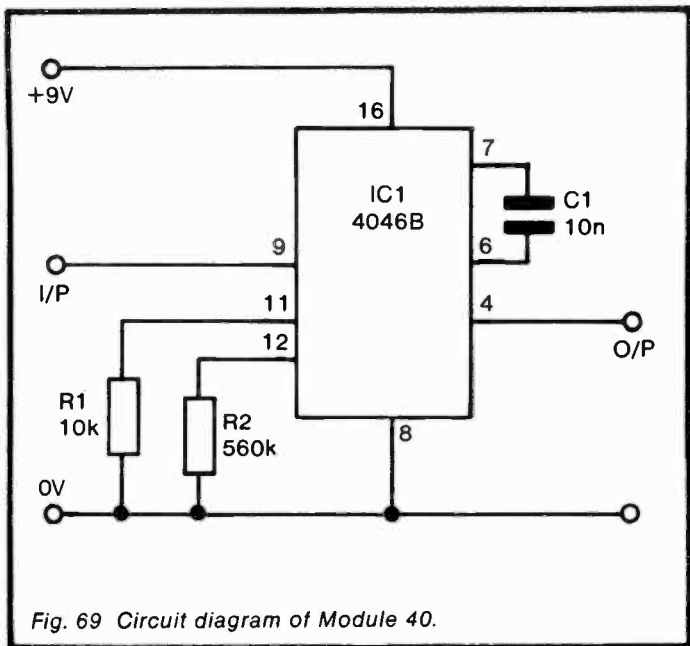 +9V
16
7
IC1
4046B
C1
10n
9
6
I/P
11
4
12
O/P
R1
10k
R2
560k
8
0V
Fig. 69 Circuit diagram of Module 40.